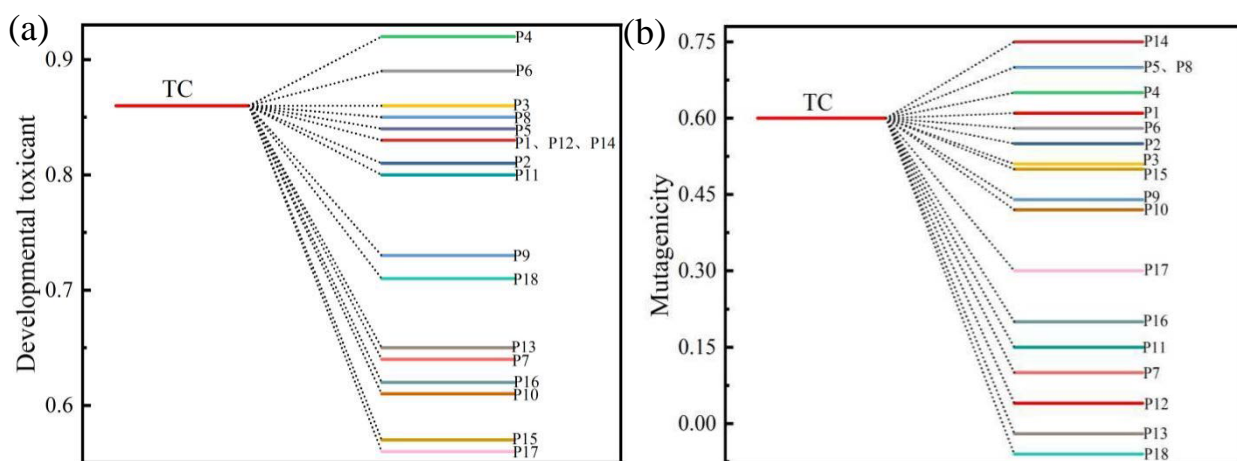 (a)
Developmental toxicant
0.9
0.8
0.7
0.6
TC
P4
P6
P3
P8
P5
P1、P12、P14
P2
P11
P9
P18
P13
P7
P16
P10
P15
P17
(b)
Mutagenicity
0.75
0.60
0.45
0.30
0.15
0.00
TC
P14
P5、P8
P4
P1
P6
P2
P3
P15
P9
P10
P17
P16
P11
P7
P12
P13
P18